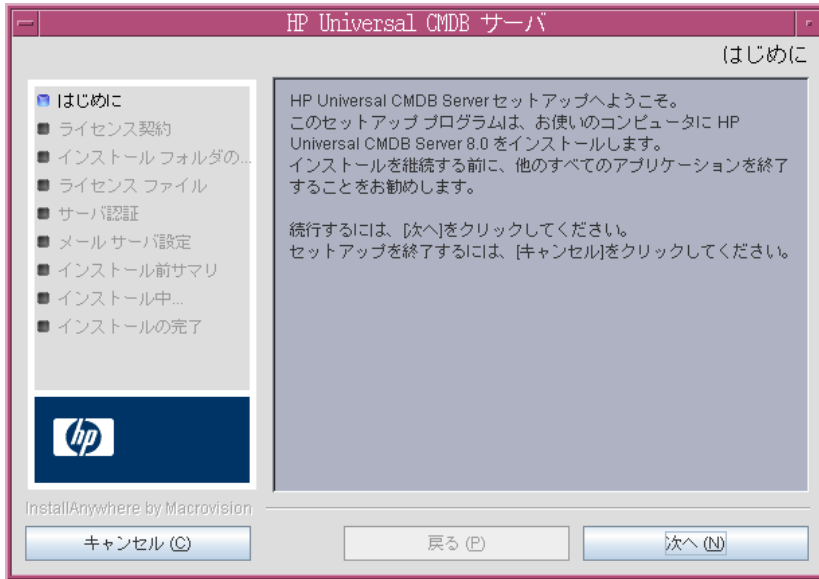 HP Universal CMDB サーバ
はじめに
はじめに
ライセンス契約
インストール フォルダの...
ライセンス ファイル
サーバ認証
メール サーバ設定
インストール前サマリ
インストール中...
インストールの完了
hp
HP Universal CMDB Serverセットアップへようこそ。
このセットアップ プログラムは、お使いのコンピュータに HP
Universal CMDB Server 8.0 をインストールします。
インストールを継続する前に、他のすべてのアプリケーションを終了
することをお勧めします。
続行するには、[次へ]をクリックしてください。
セットアップを終了するには、[キャンセル]をクリックしてください。
InstallAnywhere by Macrovision
キャンセル (C)
戻る (P)
次へ (N)